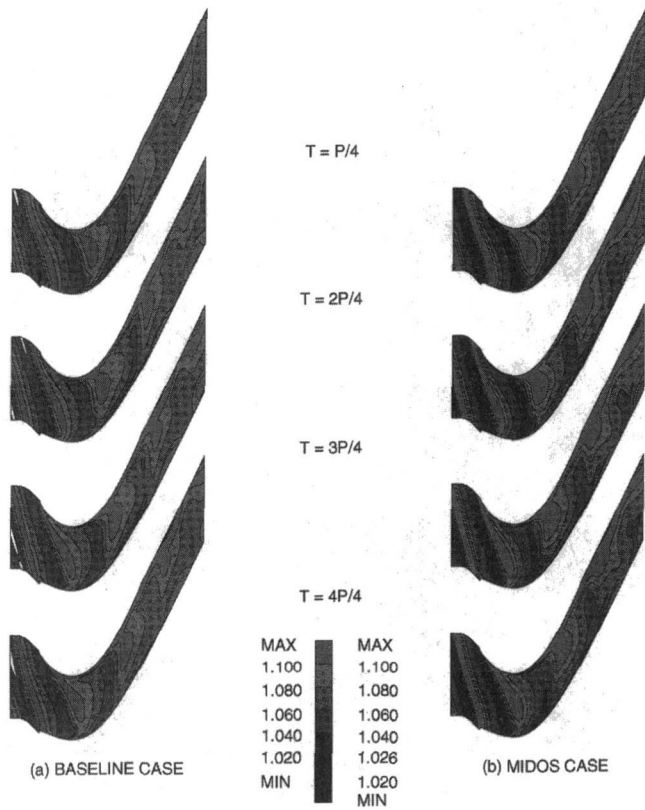 T = P/4
T = 2P/4
T = 3P/4
T = 4P/4
MAX MAX
1.100 1.100
1.080 1.080
1.060 1.060
1.040 1.040
1.020 1.026
MIN 1.020
MIN
(a) BASELINE CASE
(b) MIDOS CASE